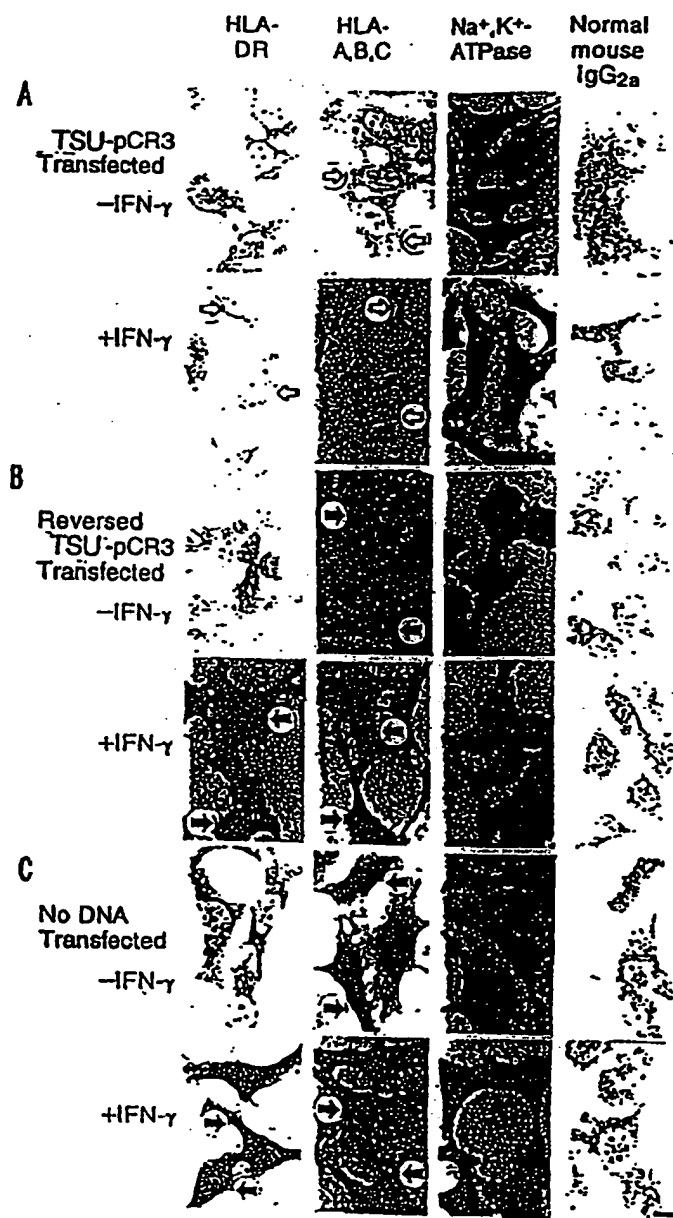 HLA-
DR
HLA-
A,B,C
Na⁺,K⁺-
ATPase
Normal
mouse
IgG₂ₐ
A
TSU-pCR3
Transfected
–IFN-γ
+IFN-γ
B
Reversed
TSU-pCR3
Transfected
–IFN-γ
+IFN-γ
C
No DNA
Transfected
–IFN-γ
+IFN-γ